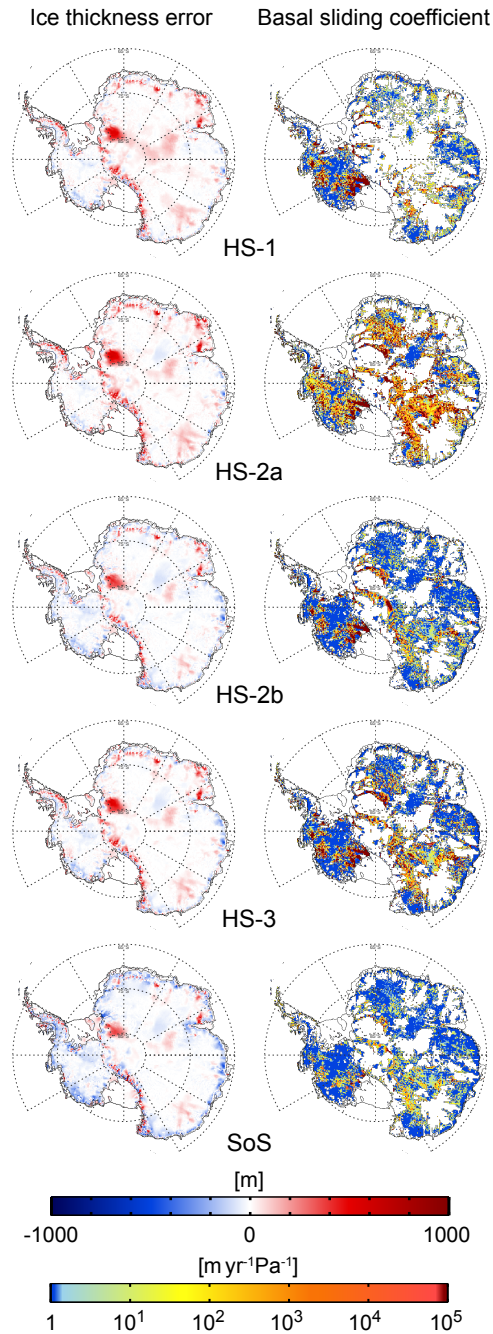 Ice thickness error Basal sliding coefficient
HS-1
HS-2a
HS-2b
HS-3
SoS
[m]
-1000 0 1000
[m yr⁻¹Pa⁻¹]
1 10¹ 10² 10³ 10⁴ 10⁵